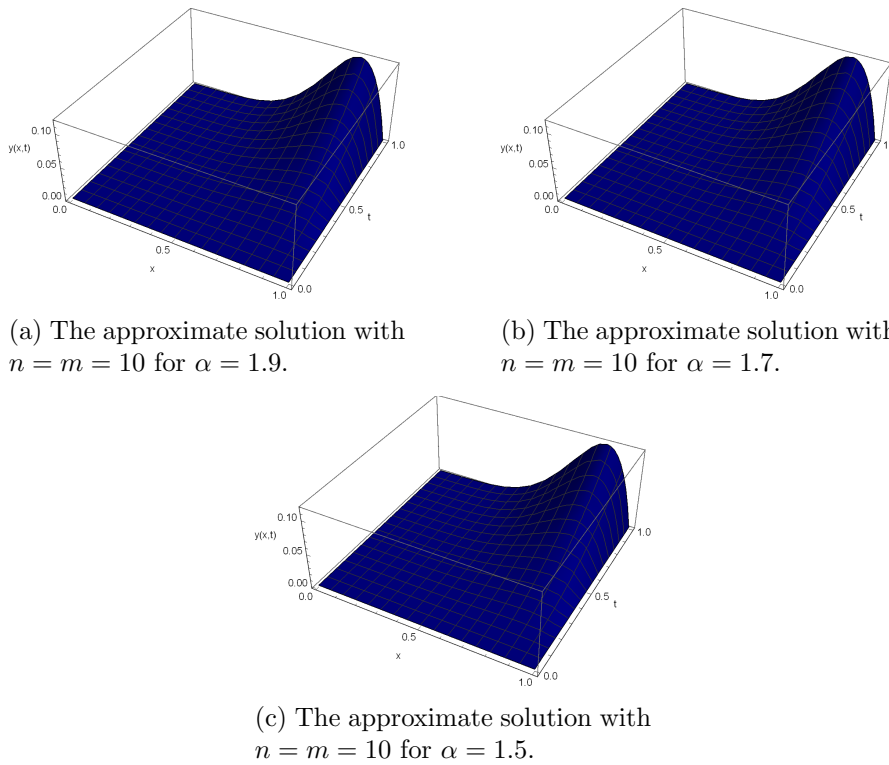 0.10
y(x,t)
0.05
0.00
0.0
0.5
x
1.0
0.0
0.5
t
1.0
(a) The approximate solution with
n = m = 10 for α = 1.9.
0.10
y(x,t)
0.05
0.00
0.0
0.5
x
1.0
0.0
0.5
t
1.
(b) The approximate solution with
n = m = 10 for α = 1.7.
0.10
y(x,t)
0.05
0.00
0.0
0.5
x
1.0
0.0
0.5
t
1.0
(c) The approximate solution with
n = m = 10 for α = 1.5.